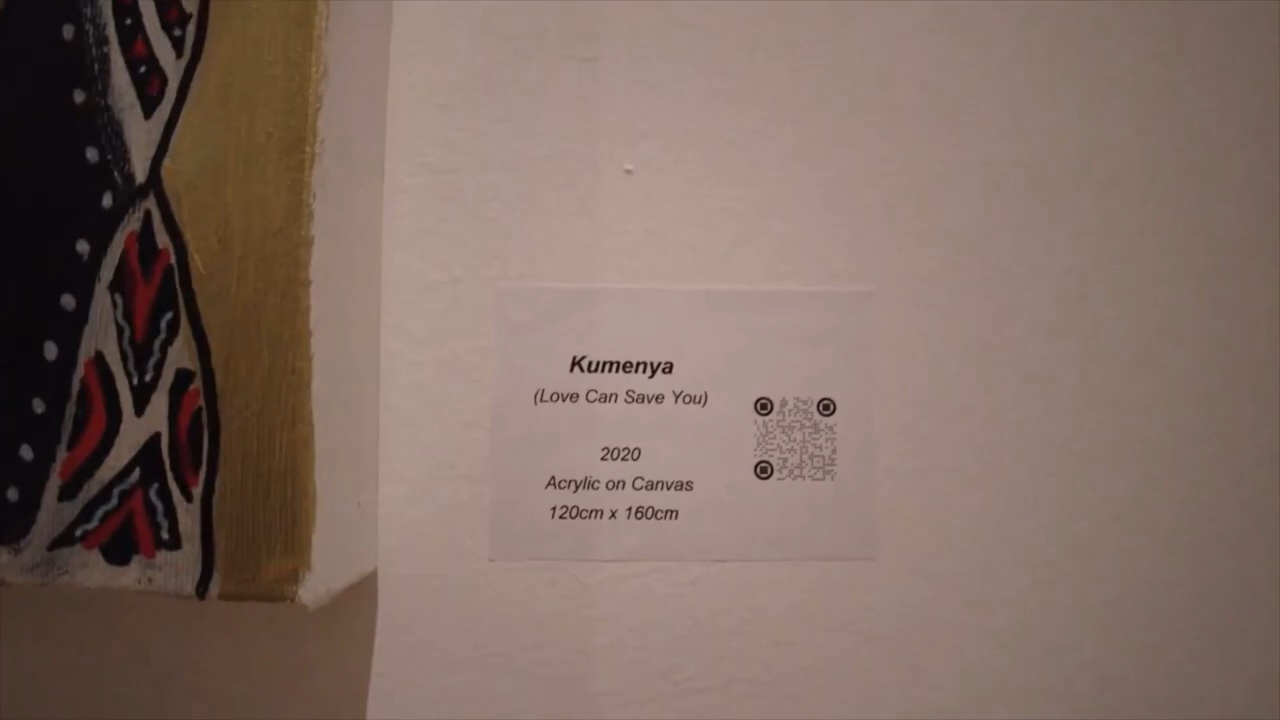 Kumenya
(Love Can Save You)
2020
Acrylic on Canvas
120cm x 160cm